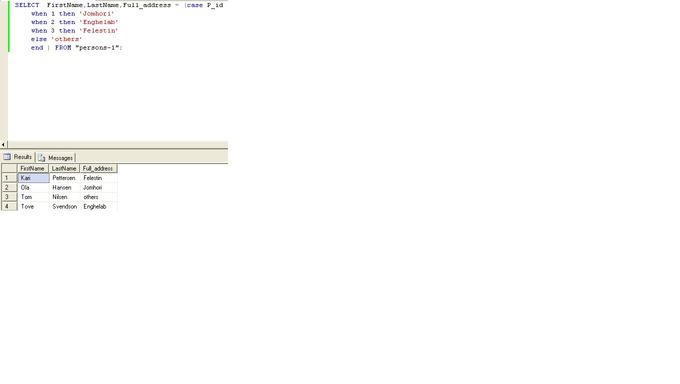 SELECT FirstName,LastName,Full_address = (case P_id
when 1 then 'Jomhori'
when 2 then 'Enghelab'
when 3 then 'Felestin'
else 'others'
end ) FROM "persons-1";
Results Messages
FirstName LastName Full_address
1 Kari Pettersen Felestin
2 Ola Hansen Jomhori
3 Tom Nilsen others
4 Tove Svendson Enghelab